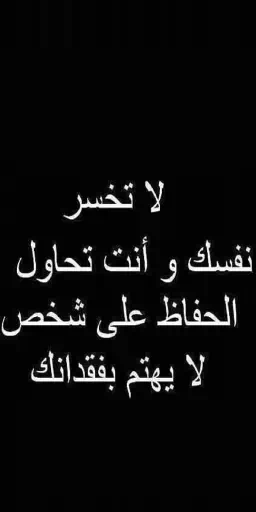 لا تخسر
نفسك و أنت تحاول
الحفاظ على شخص
لا يهتم بفقدانك